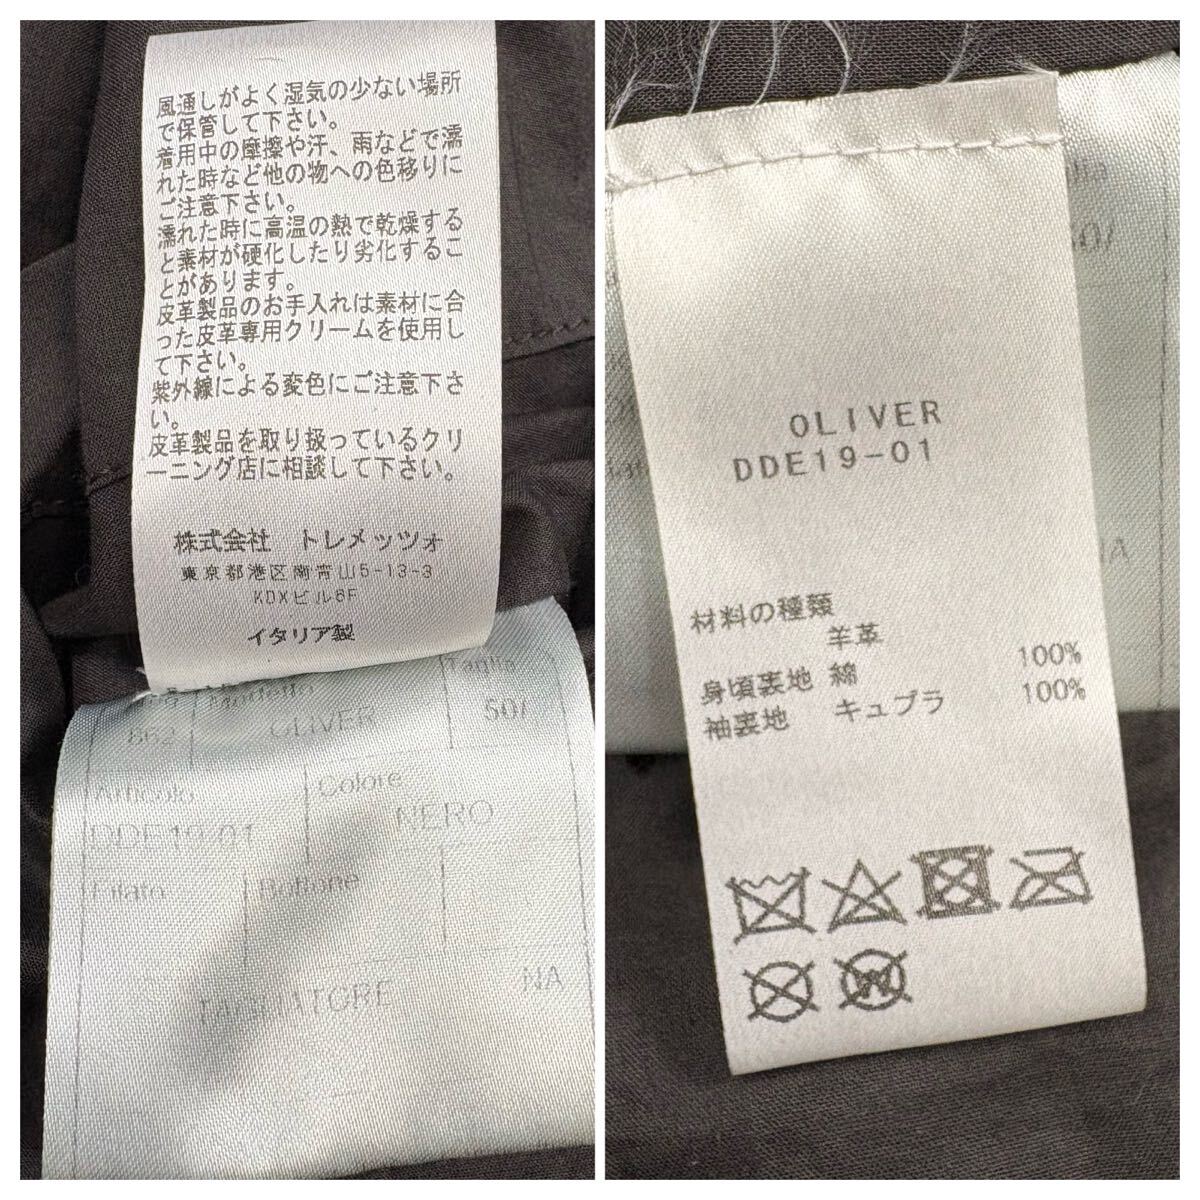 風通しがよく湿気の少ない場所
で保管して下さい。
着用中の摩擦や汗、雨などで濡
れた時など他の物への色移りに
ご注意下さい。
濡れた時に高温の熱で乾燥する
と素材が硬化したり劣化するこ
とがあります。
皮革製品のお手入れは素材に合
った皮革専用クリームを使用し
て下さい。
紫外線による変色にご注意下さ
い。
皮革製品を取り扱っているクリ
ーニング店に相談して下さい。
株式会社 トレメッツォ
東京都港区南青山5-13-3
KDXビル6F
イタリア製
Modello
Taglia
862
OLIVER
50/
Articolo
Colore
DDE19-01
NERO
Filato
Bottone
TAGLIATORE
NA
OLIVER
DDE19-01
材料の種類
羊革
身頃裏地 綿 100%
袖裏地 キュプラ 100%
NA